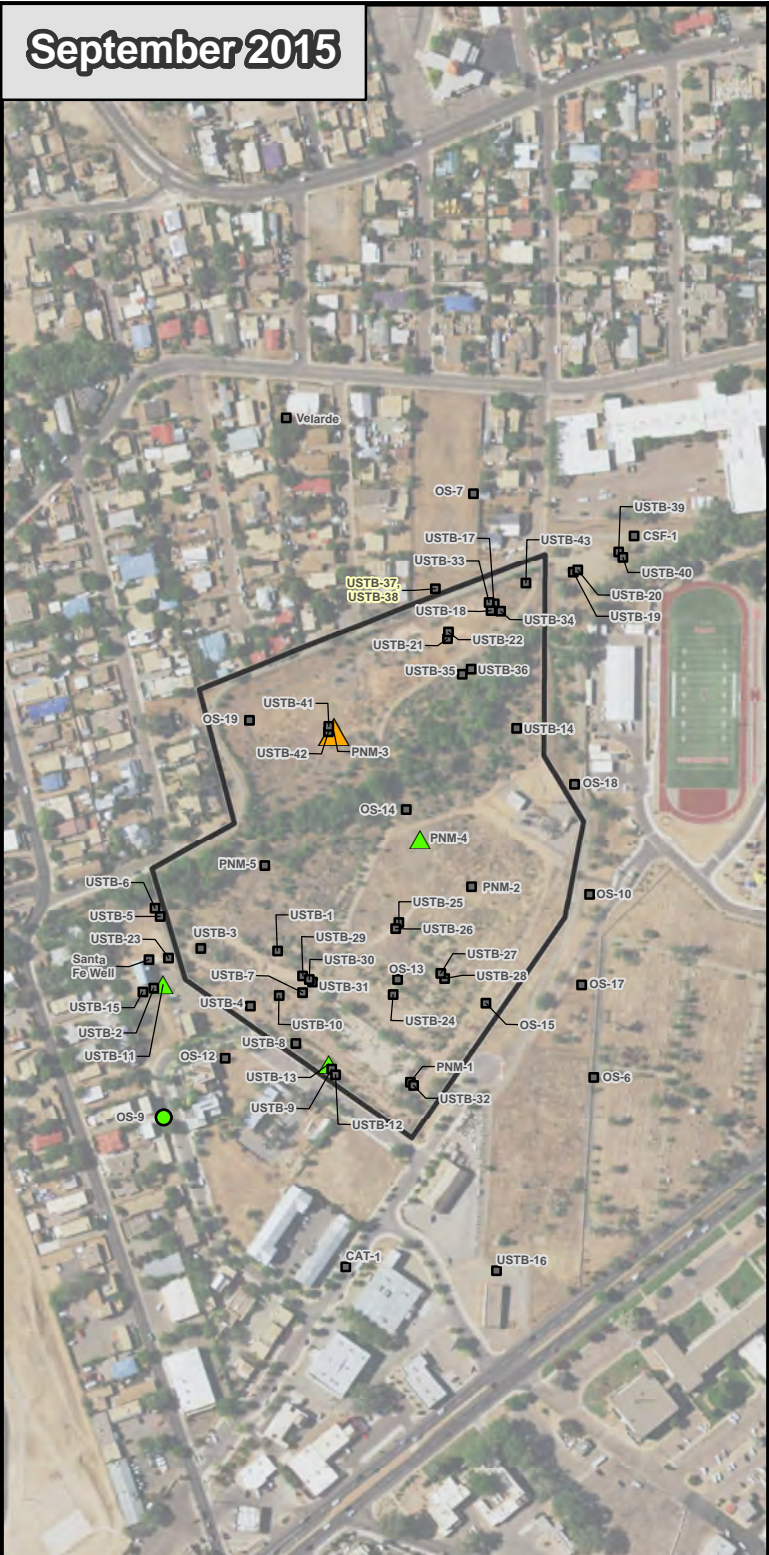 September 2015
Velarde
OS-7
USTB-39
USTB-17
CSF-1
USTB-43
USTB-33
USTB-40
USTB-37,
USTB-38
USTB-20
USTB-18
USTB-34
USTB-19
USTB-22
USTB-21
USTB-35
USTB-36
USTB-41
OS-19
USTB-14
USTB-42
PNM-3
OS-18
OS-14
PNM-4
PNM-5
PNM-2
USTB-6
OS-10
USTB-25
USTB-5
USTB-26
USTB-1
USTB-3
USTB-23
USTB-29
USTB-27
Santa
Fe Well
USTB-30
OS-13
USTB-7
USTB-28
OS-17
USTB-31
USTB-15
USTB-4
USTB-24
USTB-10
OS-15
USTB-2
USTB-8
USTB-11
OS-12
PNM-1
USTB-13
OS-6
USTB-32
USTB-9
OS-9
USTB-12
CAT-1
USTB-16